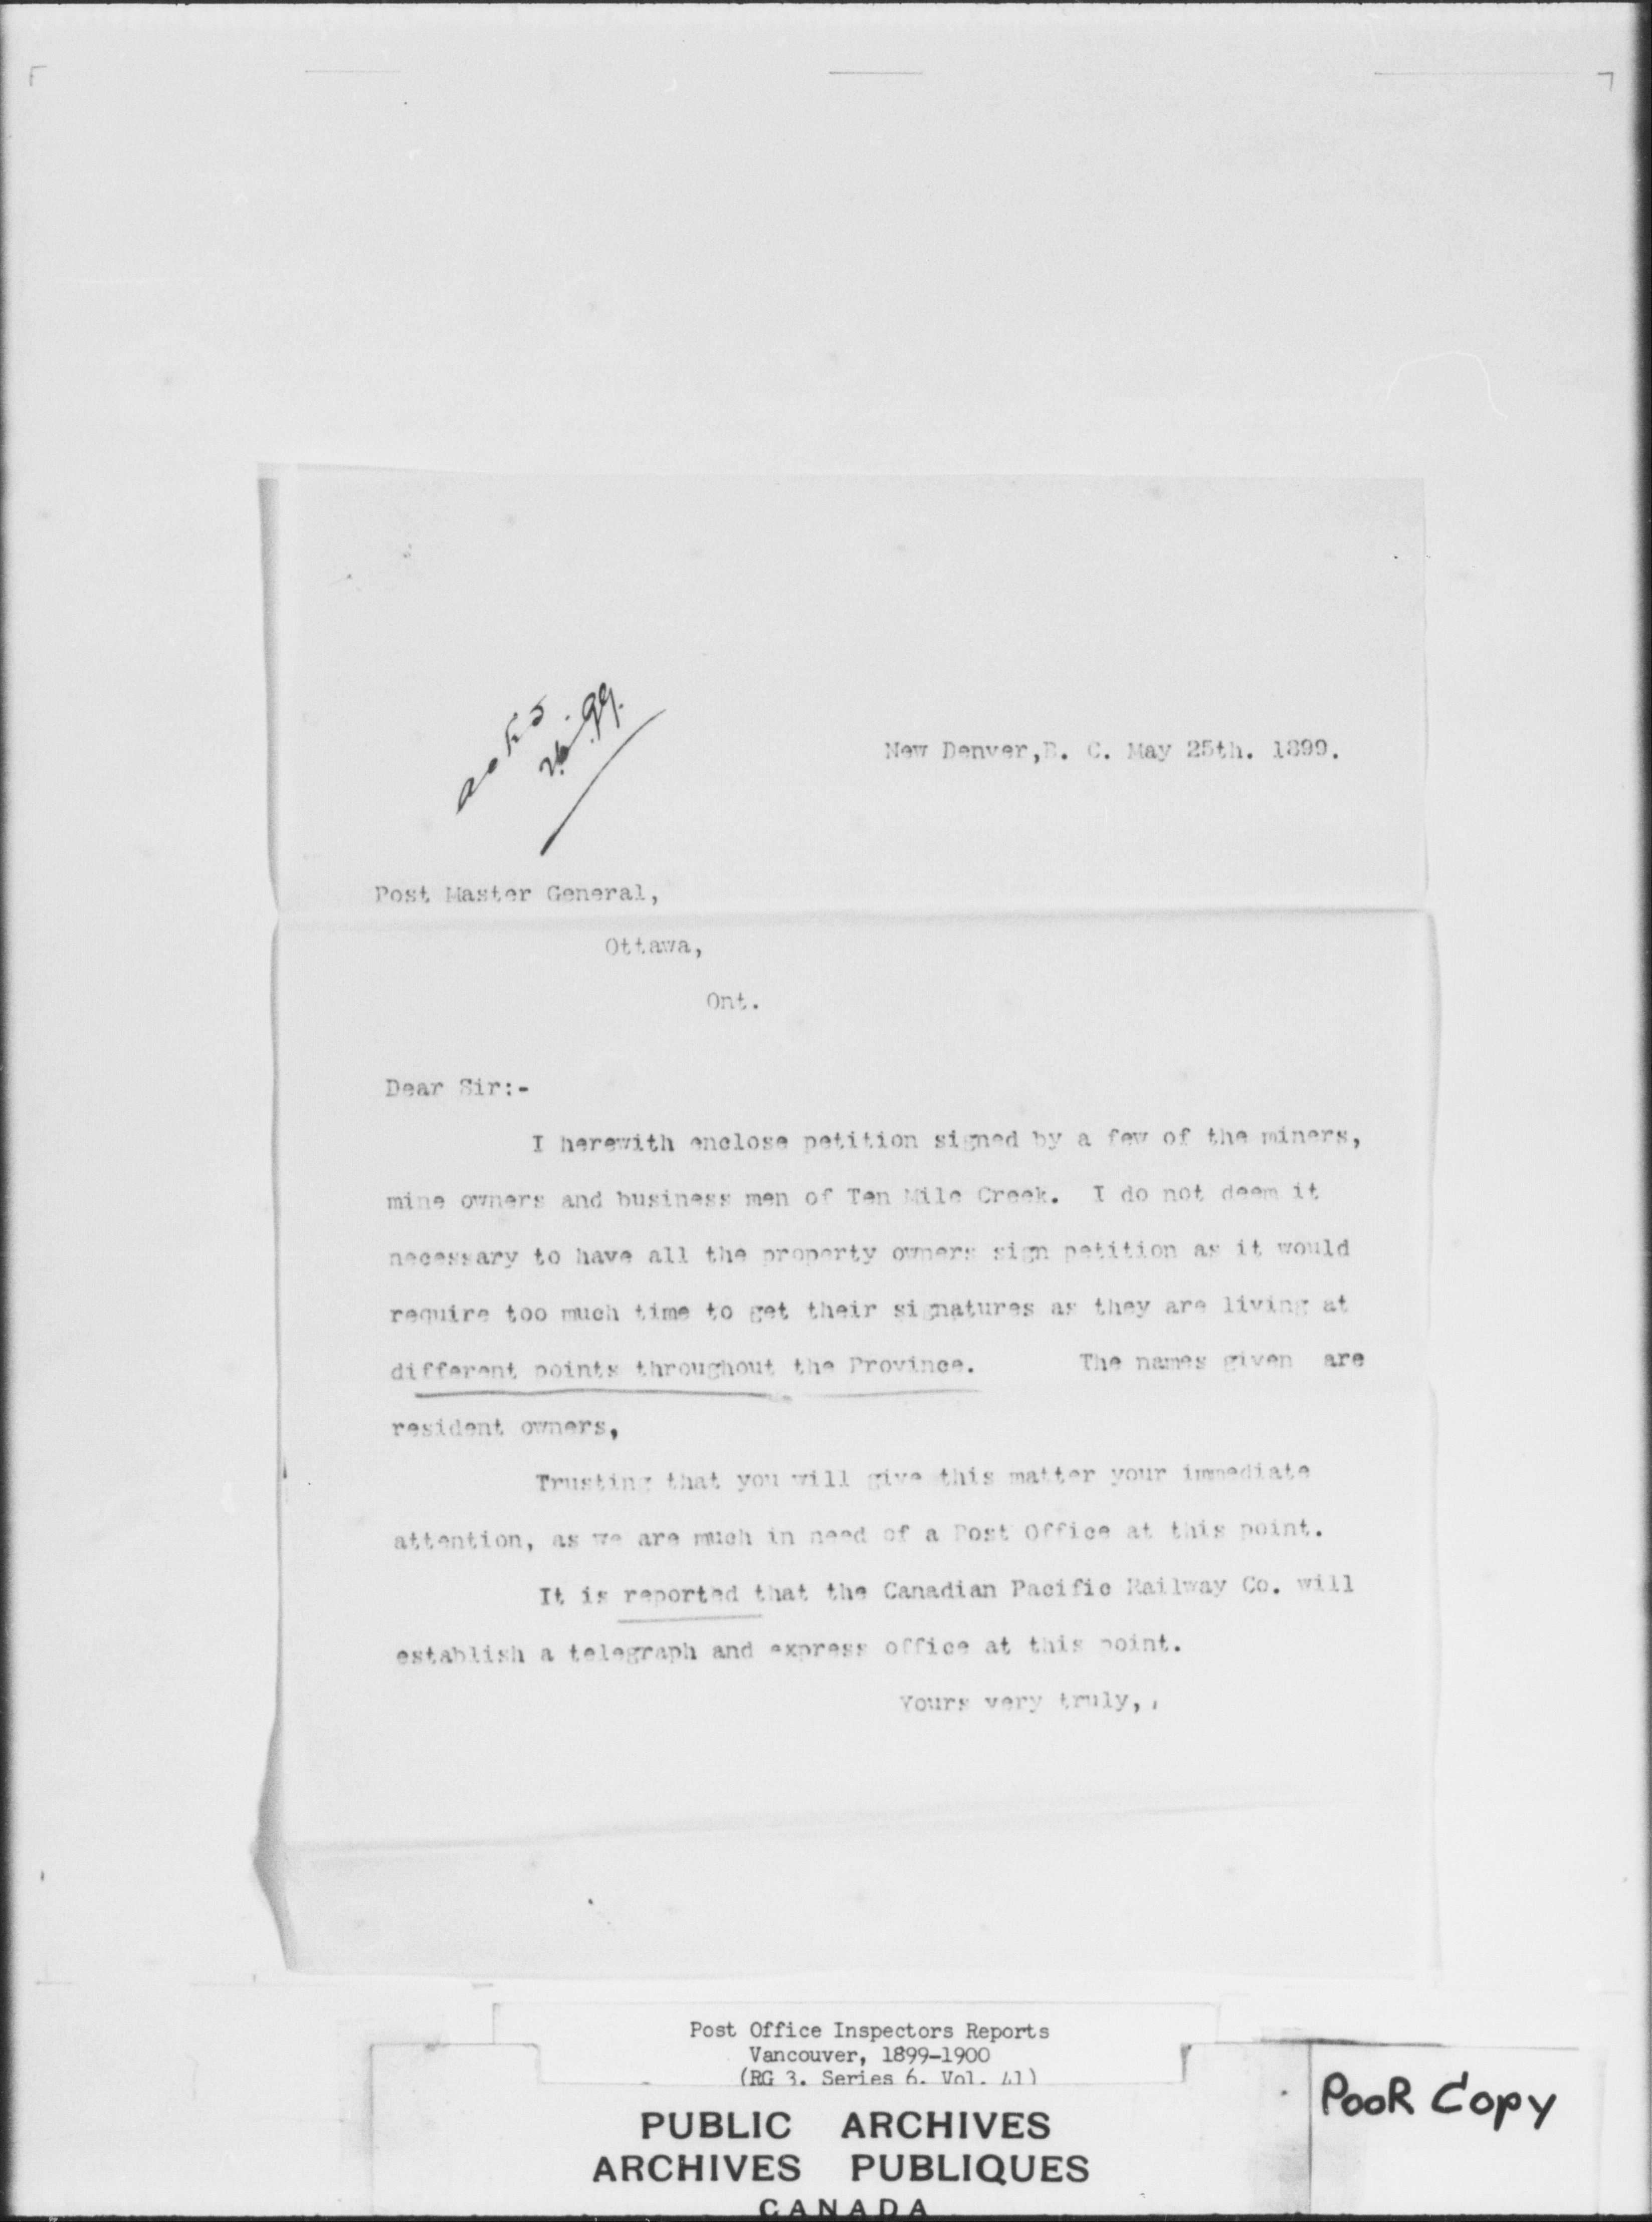 26.99.
New Denver,B. C. May 25th. 1899.
Post Master General,
Ottawa,
Ont.
Dear Sir:-
I herewith enclose petition signed by a few of the miners,
mine owners and business men of Ten Mile Creek. I do not deem it
necessary to have all the property owners sign petition as it would
require too much time to get their signatures as they are living at
different points throughout the Province. The names given are
resident owners,
Trusting that you will give this matter your immediate
attention, as we are much in need of a Post Office at this point.
It is reported that the Canadian Pacific Railway Co. will
establish a telegraph and express office at this point.
Yours very truly,,
Post Office Inspectors Reports
Vancouver, 1899-1900
(RG 3. Series 6. Vol. 41)
PooR Copy
PUBLIC ARCHIVES
ARCHIVES PUBLIQUES
CANADA